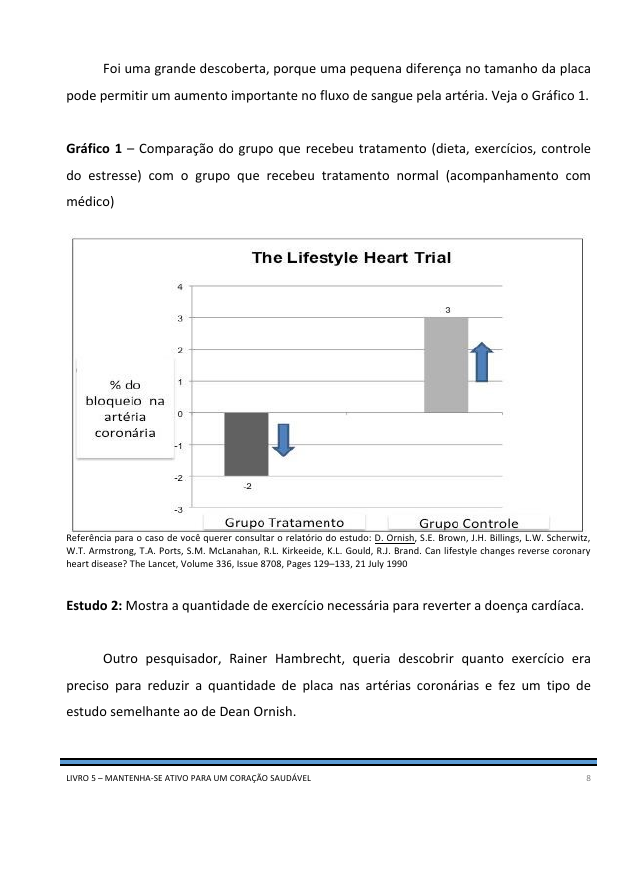 Foi uma grande descoberta, porque uma pequena diferença no tamanho da placa
pode permitir um aumento importante no fluxo de sangue pela artéria. Veja o Gráfico 1.
Gráfico 1 – Comparação do grupo que recebeu tratamento (dieta, exercícios, controle
do estresse) com o grupo que recebeu tratamento normal (acompanhamento com
médico)
The Lifestyle Heart Trial
4
3
2
1
0
-1
-2
-3
3
-2
% do
bloqueio na
artéria
coronária
Grupo Tratamento
Grupo Controle
Referência para o caso de você querer consultar o relatório do estudo: D. Ornish, S.E. Brown, J.H. Billings, L.W. Scherwitz,
W.T. Armstrong, T.A. Ports, S.M. McLanahan, R.L. Kirkeeide, K.L. Gould, R.J. Brand. Can lifestyle changes reverse coronary
heart disease? The Lancet, Volume 336, Issue 8708, Pages 129–133, 21 July 1990
Estudo 2: Mostra a quantidade de exercício necessária para reverter a doença cardíaca.
Outro pesquisador, Rainer Hambrecht, queria descobrir quanto exercício era
preciso para reduzir a quantidade de placa nas artérias coronárias e fez um tipo de
estudo semelhante ao de Dean Ornish.
LIVRO 5 – MANTENHA-SE ATIVO PARA UM CORAÇÃO SAUDÁVEL
8